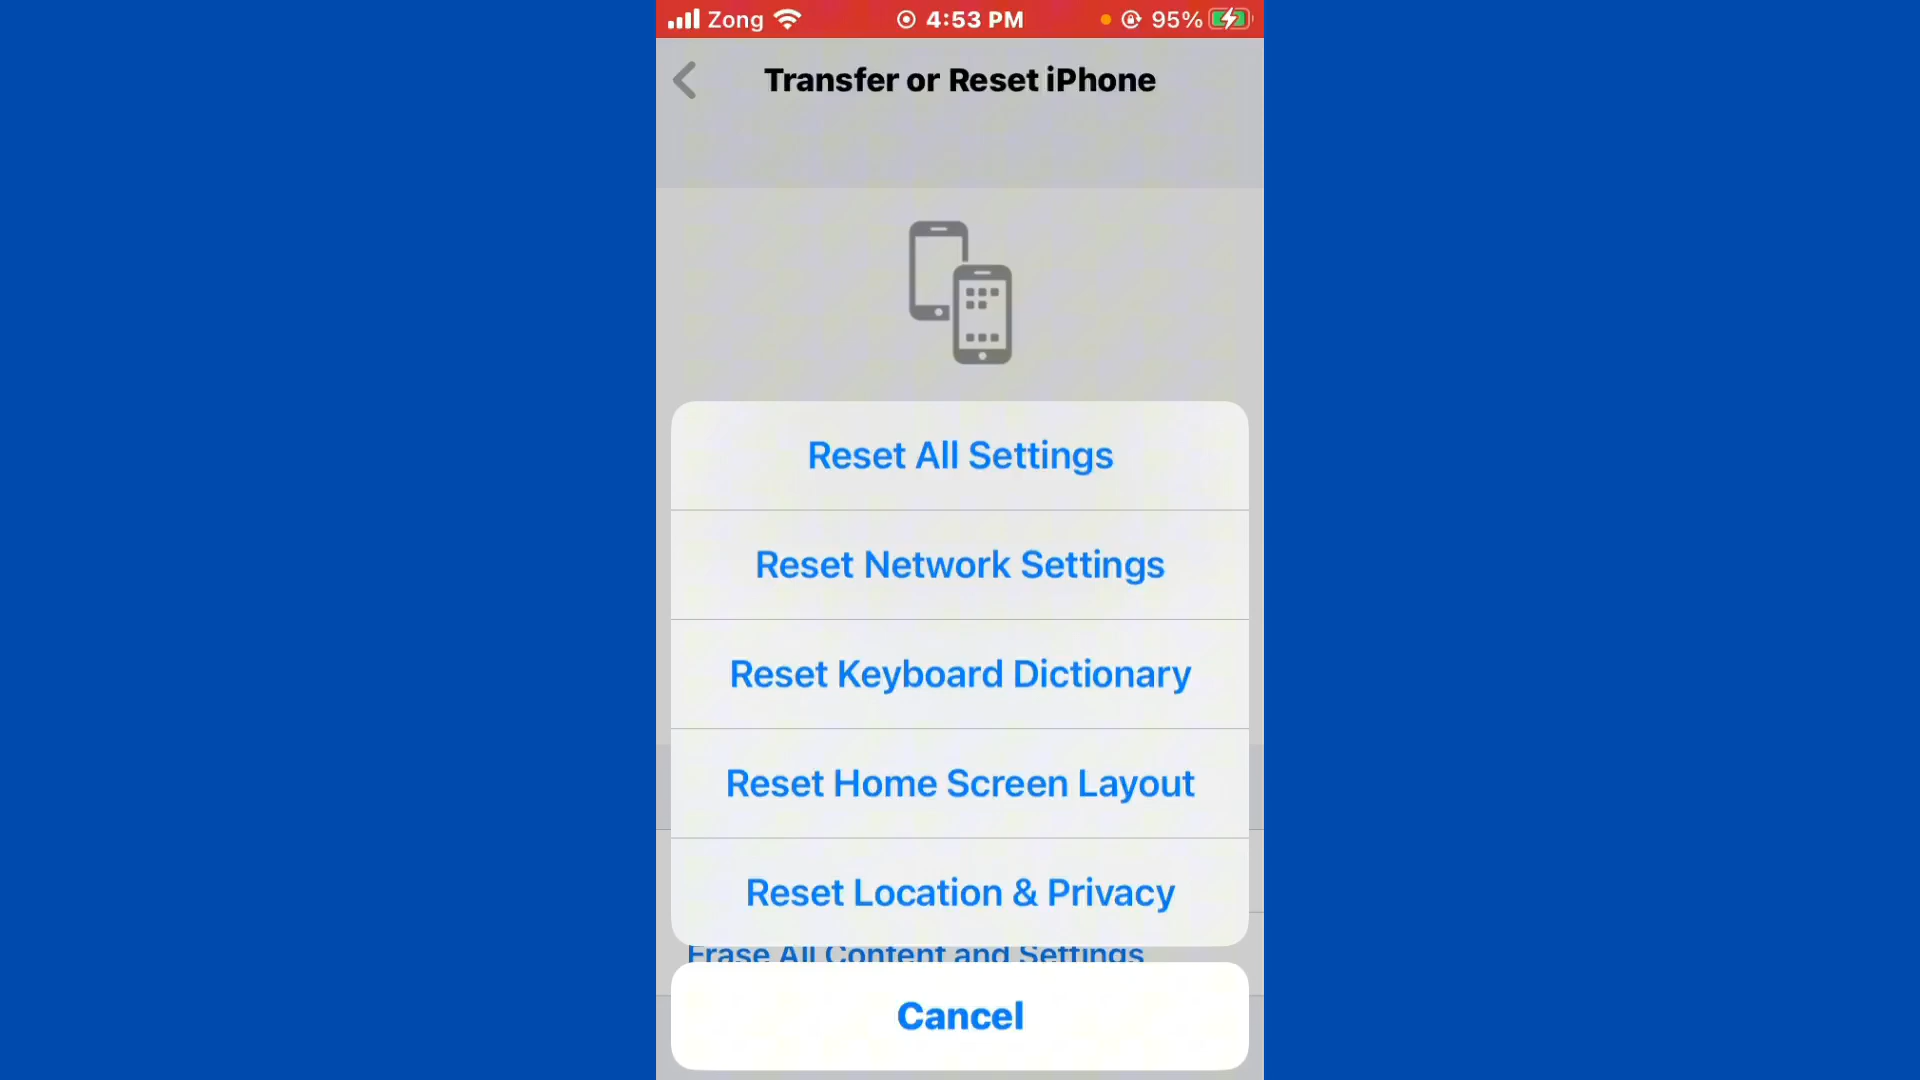 Zong 4:53 PM 95%
Transfer or Reset iPhone
Reset All Settings
Reset Network Settings
Reset Keyboard Dictionary
Reset Home Screen Layout
Reset Location & Privacy
Erase All Content and Settings
Cancel